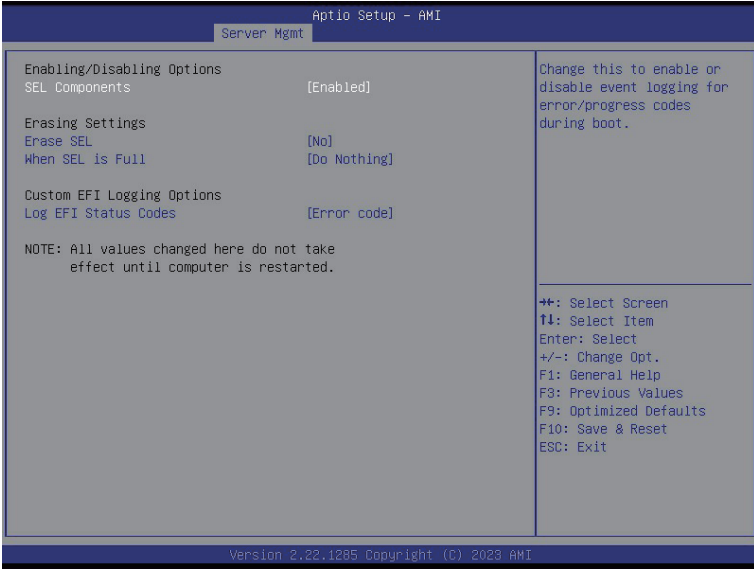 Aptio Setup – AMI
Server Mgmt
Enabling/Disabling Options
SEL Components [Enabled]
Erasing Settings
Erase SEL [No]
When SEL is Full [Do Nothing]
Custom EFI Logging Options
Log EFI Status Codes [Error code]
NOTE: All values changed here do not take
effect until computer is restarted.
Change this to enable or
disable event logging for
error/progress codes
during boot.
→←: Select Screen
↑↓: Select Item
Enter: Select
+/-: Change Opt.
F1: General Help
F3: Previous Values
F9: Optimized Defaults
F10: Save & Reset
ESC: Exit
Version 2.22.1285 Copyright (C) 2023 AMI